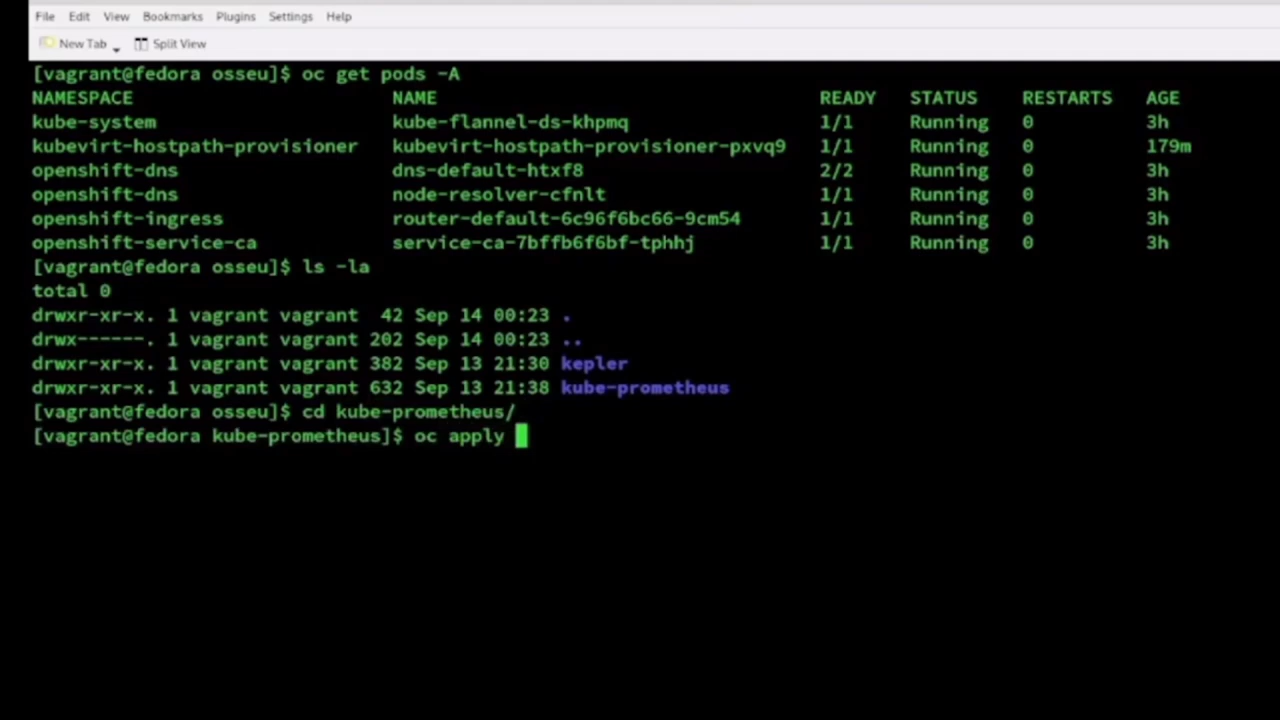 File Edit View Bookmarks Plugins Settings Help
New Tab Split View
[vagrant@fedora osseu]$ oc get pods -A
NAMESPACE NAME READY STATUS RESTARTS AGE
kube-system kube-flannel-ds-khpmq 1/1 Running 0 3h
kubevirt-hostpath-provisioner kubevirt-hostpath-provisioner-pxvq9 1/1 Running 0 179m
openshift-dns dns-default-htxf8 2/2 Running 0 3h
openshift-dns node-resolver-cfnlt 1/1 Running 0 3h
openshift-ingress router-default-6c96f6bc66-9cm54 1/1 Running 0 3h
openshift-service-ca service-ca-7bffb6f6bf-tphhj 1/1 Running 0 3h
[vagrant@fedora osseu]$ ls -la
total 0
drwxr-xr-x. 1 vagrant vagrant 42 Sep 14 00:23 .
drwx------. 1 vagrant vagrant 202 Sep 14 00:23 ..
drwxr-xr-x. 1 vagrant vagrant 382 Sep 13 21:30 kepler
drwxr-xr-x. 1 vagrant vagrant 632 Sep 13 21:38 kube-prometheus
[vagrant@fedora osseu]$ cd kube-prometheus/
[vagrant@fedora kube-prometheus]$ oc apply